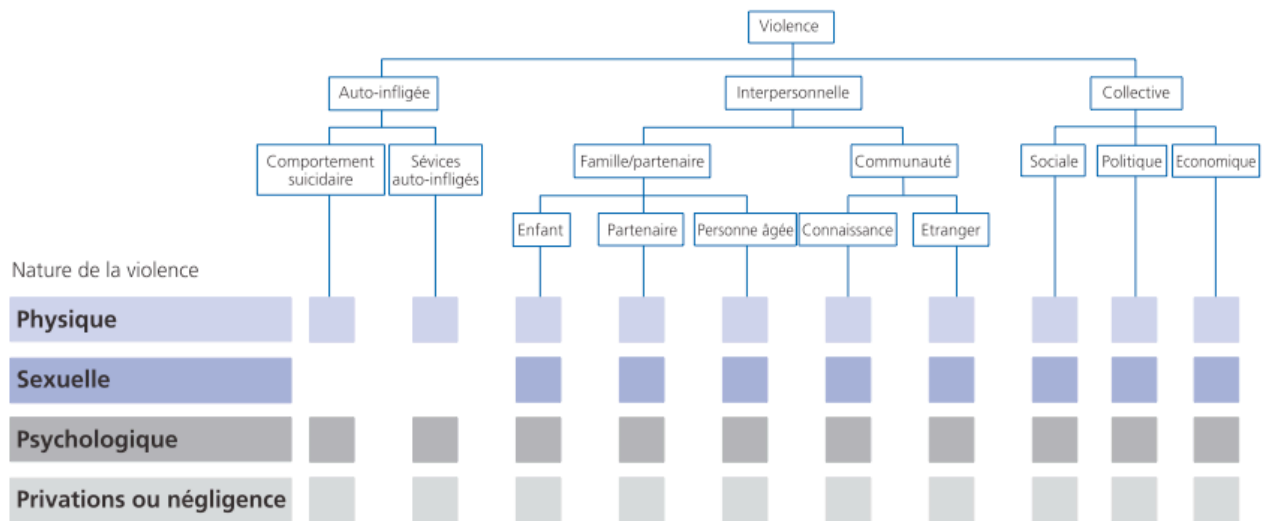 Violence
Auto-infligée
Interpersonnelle
Collective
Comportement
suicidaire
Sévices
auto-infligés
Famille/partenaire
Communauté
Sociale
Politique
Economique
Enfant
Partenaire
Personne âgée
Connaissance
Etranger
Nature de la violence
Physique
Sexuelle
Psychologique
Privations ou négligence